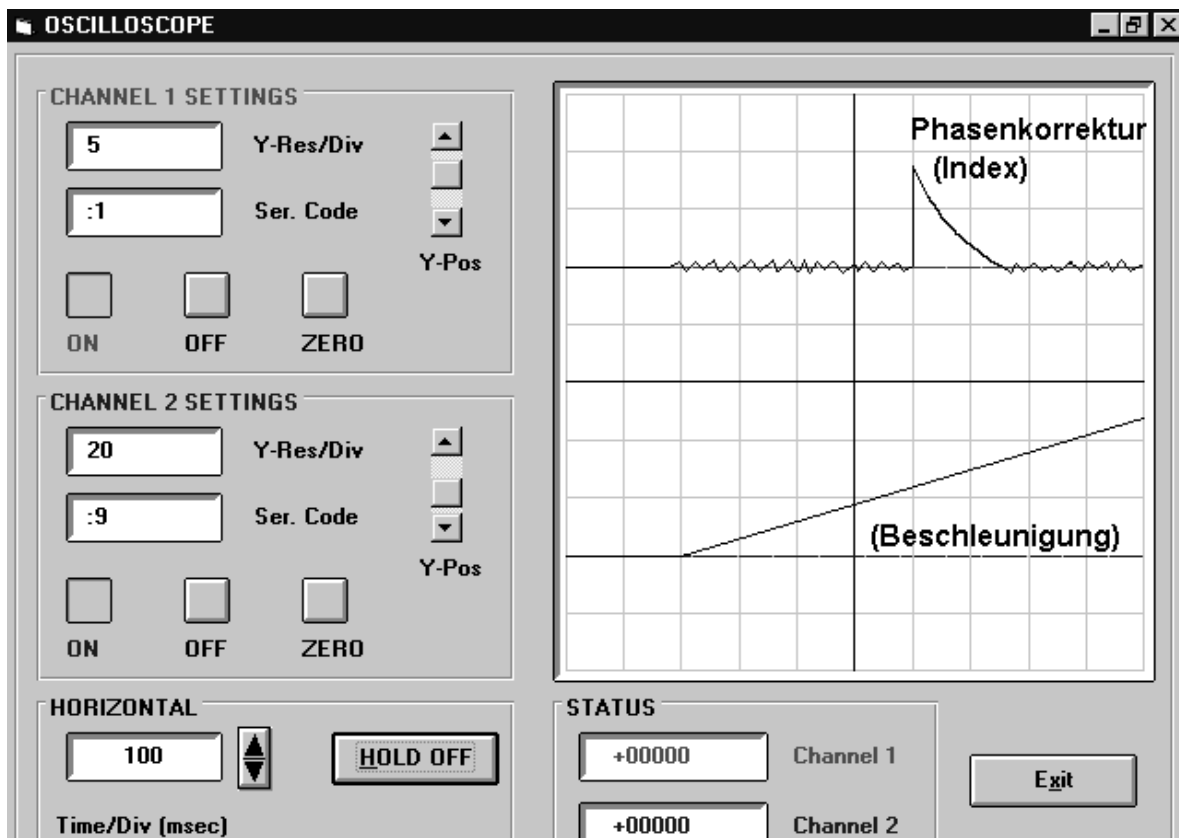 OSCILLOSCOPE
CHANNEL 1 SETTINGS
5
Y-Res/Div
:1
Ser. Code
Y-Pos
ON
OFF
ZERO
CHANNEL 2 SETTINGS
20
Y-Res/Div
:9
Ser. Code
Y-Pos
ON
OFF
ZERO
HORIZONTAL
100
HOLD OFF
Time/Div (msec)
Phasenkorrektur
(Index)
(Beschleunigung)
STATUS
+00000
Channel 1
+00000
Channel 2
Exit